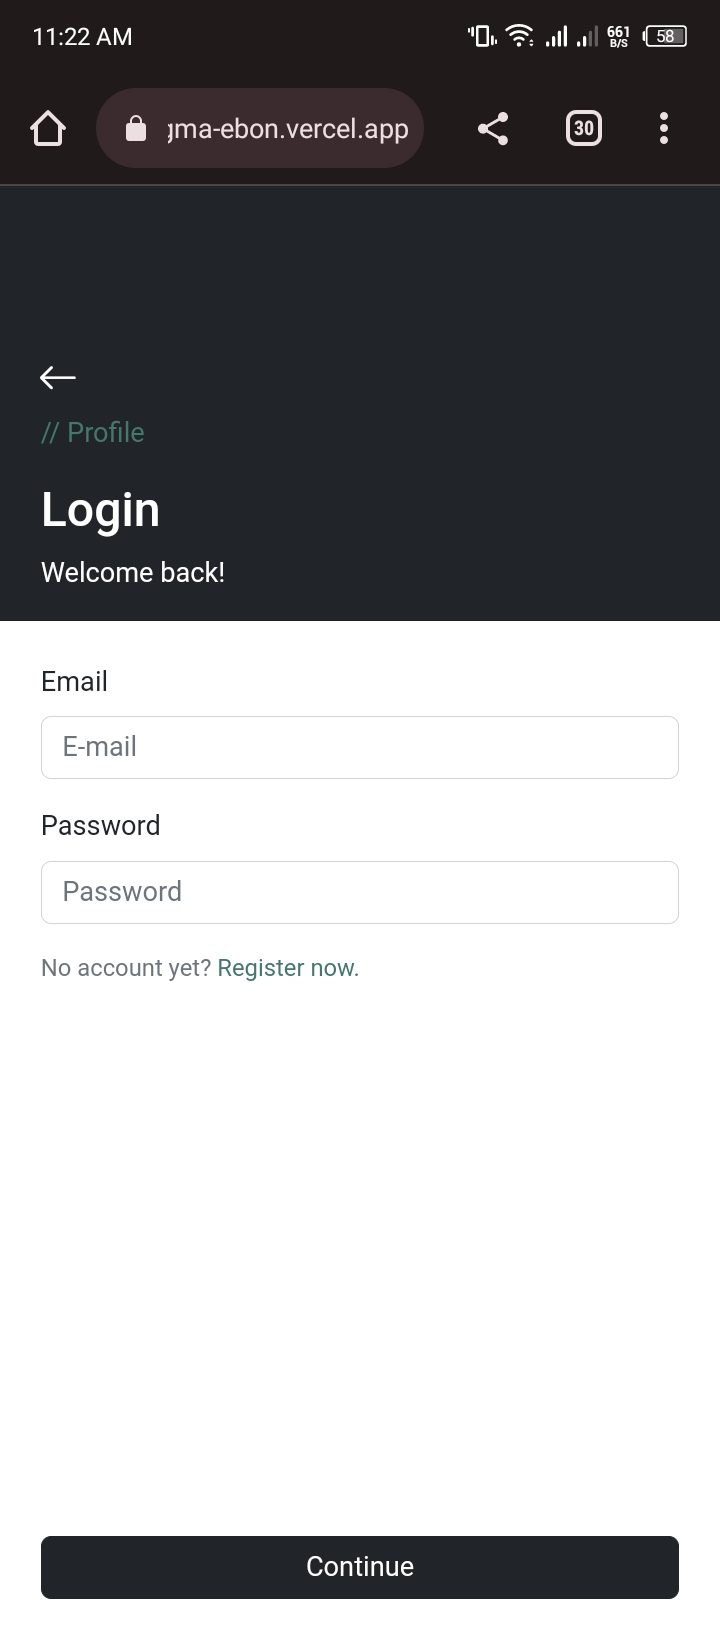 11:22 AM
661
B/S
58
gma-ebon.vercel.app
30
// Profile
Login
Welcome back!
Email
E-mail
Password
Password
No account yet? Register now.
Continue